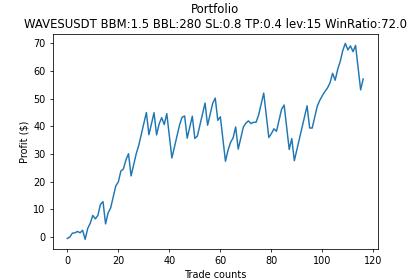 Portfolio
WAVESUSDT BBM:1.5 BBL:280 SL:0.8 TP:0.4 lev:15 WinRatio:72.0
70
60
50
40
30
20
10
0
Profit ($)
0 20 40 60 80 100 120
Trade counts